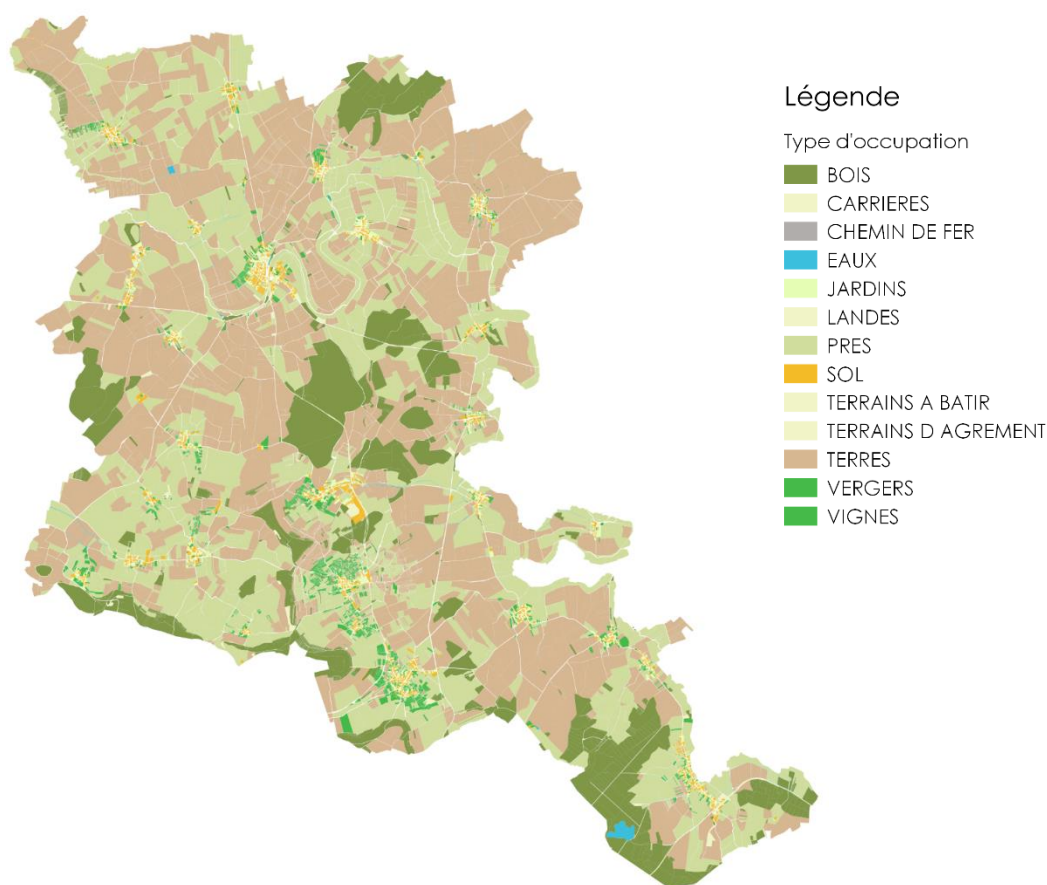 Légende
Type d'occupation
BOIS
CARRIERES
CHEMIN DE FER
EAUX
JARDINS
LANDES
PRES
SOL
TERRAINS A BATIR
TERRAINS D AGREMENT
TERRES
VERGERS
VIGNES